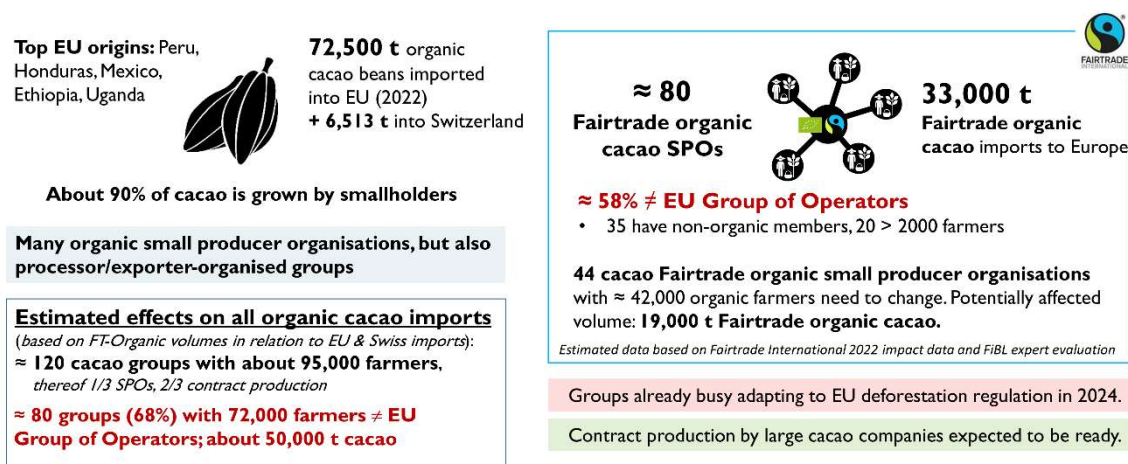 Top EU origins: Peru,
Honduras, Mexico,
Ethiopia, Uganda
72,500 t organic
cacao beans imported
into EU (2022)
+ 6,513 t into Switzerland
About 90% of cacao is grown by smallholders
Many organic small producer organisations, but also
processor/exporter-organised groups
Estimated effects on all organic cacao imports
(based on FT-Organic volumes in relation to EU & Swiss imports):
≈ 120 cacao groups with about 95,000 farmers,
thereof 1/3 SPOs, 2/3 contract production
≈ 80 groups (68%) with 72,000 farmers ≠ EU
Group of Operators; about 50,000 t cacao
FAIRTRADE
INTERNATIONAL
≈ 80
Fairtrade organic
cacao SPOs
33,000 t
Fairtrade organic
cacao imports to Europe
≈ 58% ≠ EU Group of Operators
• 35 have non-organic members, 20 > 2000 farmers
44 cacao Fairtrade organic small producer organisations
with ≈ 42,000 organic farmers need to change. Potentially affected
volume: 19,000 t Fairtrade organic cacao.
Estimated data based on Fairtrade International 2022 impact data and FiBL expert evaluation
Groups already busy adapting to EU deforestation regulation in 2024.
Contract production by large cacao companies expected to be ready.